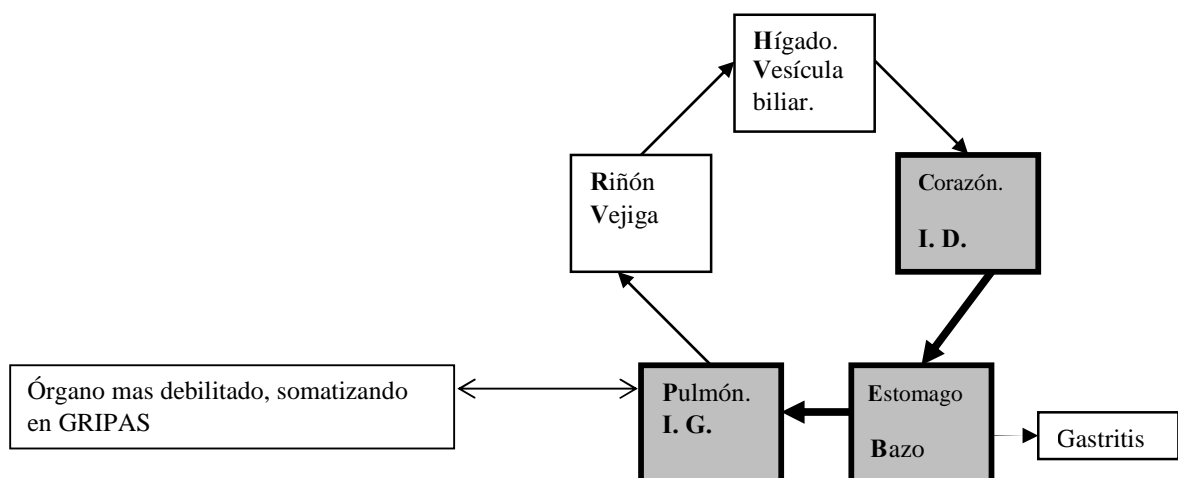 Hígado.
Vesícula
biliar.
Riñón
Vejiga
Corazón.
I. D.
Órgano mas debilitado, somatizando
en GRIPAS
Pulmón.
I. G.
Estomago
Bazo
Gastritis